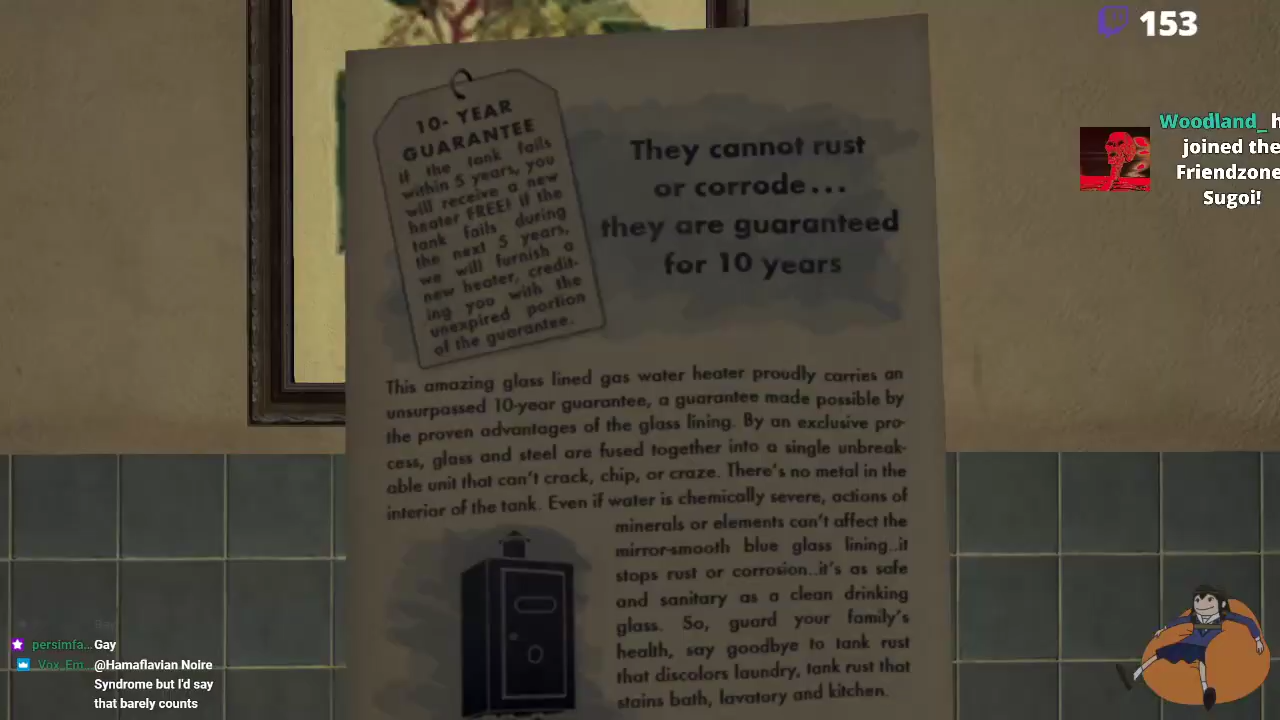 153
Woodland_ h
joined the
Friendzone
Sugoi!
10- YEAR
GUARANTEE
If the tank fails
within 5 years, you
will receive a new
heater FREE! If the
tank fails during
the next 5 years,
we will furnish a
new heater, credit-
ing you with the
unexpired portion
of the guarantee.
They cannot rust
or corrode...
they are guaranteed
for 10 years
This amazing glass lined gas water heater proudly carries an
unsurpassed 10-year guarantee, a guarantee made possible by
the proven advantages of the glass lining. By an exclusive pro-
cess, glass and steel are fused together into a single unbreak-
able unit that can't crack, chip, or craze. There's no metal in the
interior of the tank. Even if water is chemically severe, actions of
minerals or elements can't affect the
mirror-smooth blue glass lining..it
stops rust or corrosion..it's as safe
and sanitary as a clean drinking
glass. So, guard your family's
health, say goodbye to tank rust
that discolors laundry, tank rust that
stains bath, lavatory and kitchen.
persimfa... Gay
Vox_Em... @Hamaflavian Noire
Syndrome but I'd say
that barely counts